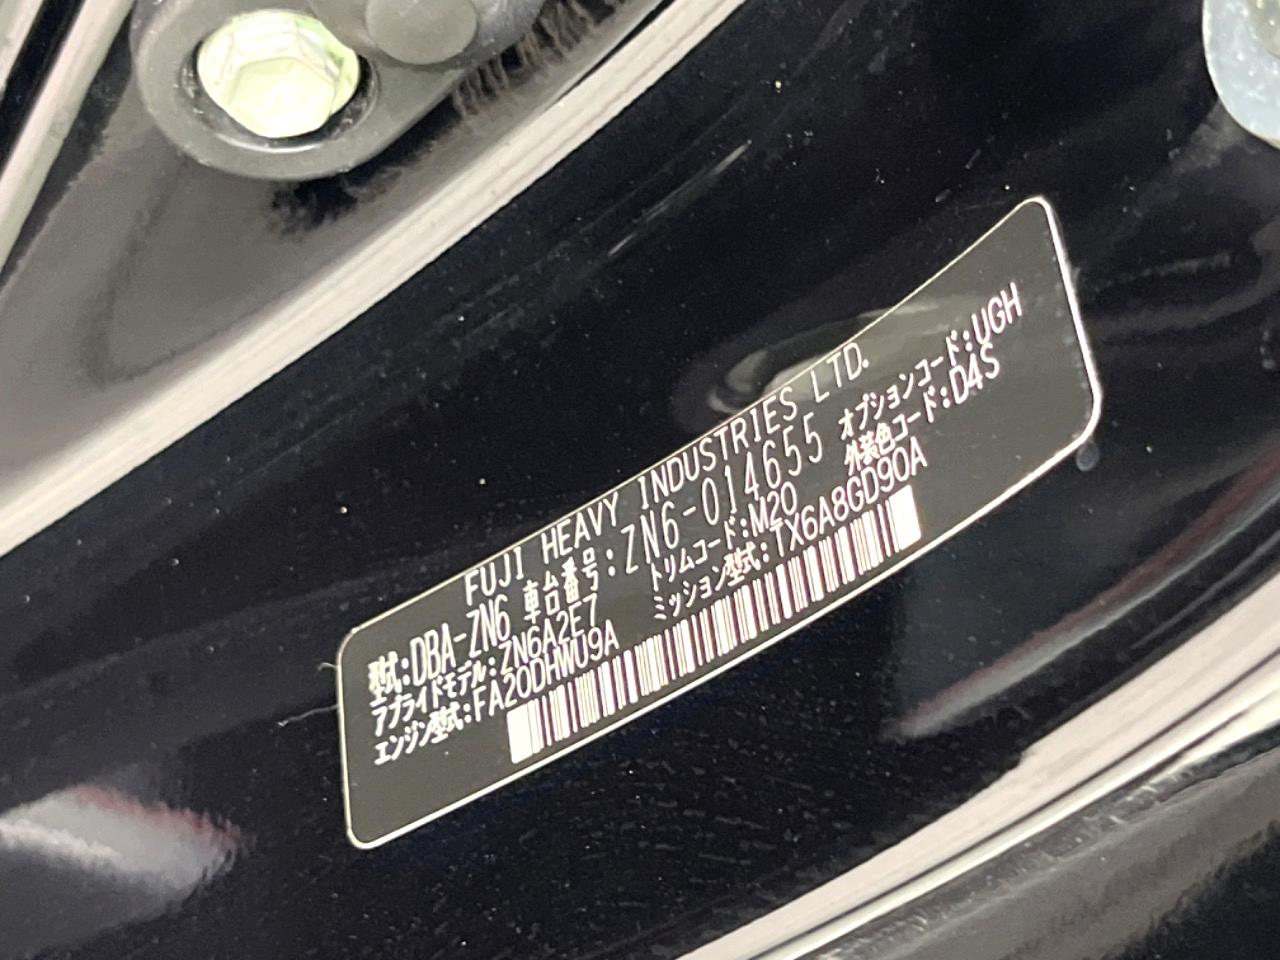 FUJI HEAVY INDUSTRIES LTD.
型式:DBA-ZN6 車台番号:ZN6-014655
アプライドモデル:ZN6A2E7 トリムコード:M20 オプションコード:UGH
エンジン型式:FA20DHWU9A ミッション型式:TX6A8GD90A 外装色コード:D4S